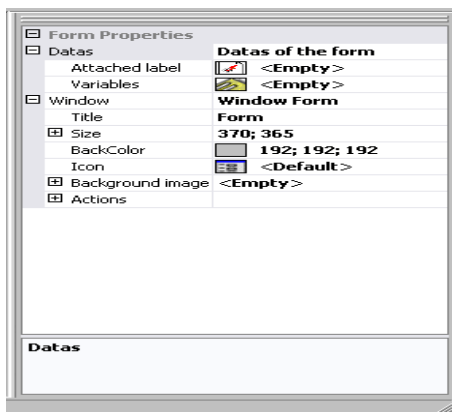 Form Properties
Datas Datas of the form
Attached label <Empty>
Variables <Empty>
Window Window Form
Title Form
Size 370; 365
BackColor 192; 192; 192
Icon <Default>
Background image <Empty>
Actions
Datas